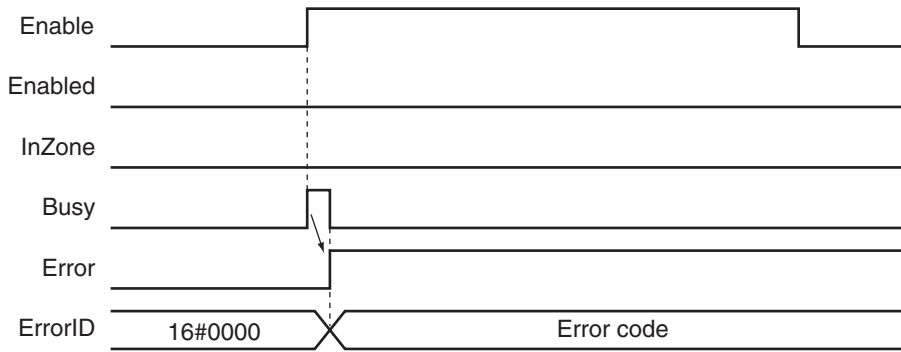 Enable
Enabled
InZone
Busy
Error
ErrorID 16#0000 Error code